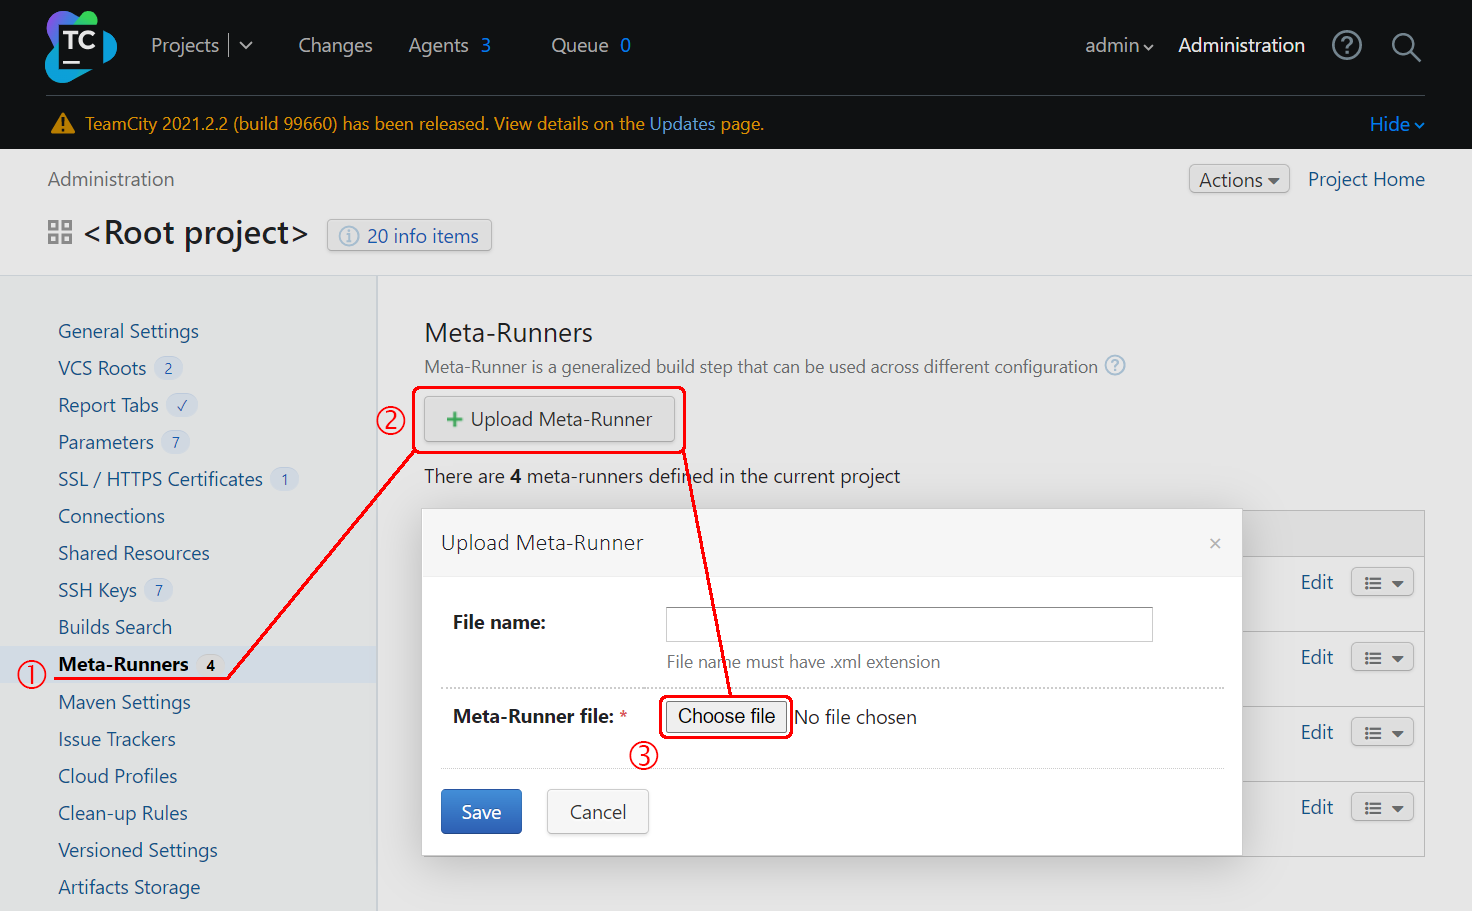 TC
Projects
Changes
Agents 3
Queue 0
admin
Administration
?
TeamCity 2021.2.2 (build 99660) has been released. View details on the Updates page.
Hide
Administration
Actions
Project Home
<Root project>
20 info items
General Settings
VCS Roots 2
Report Tabs ✓
Parameters 7
SSL / HTTPS Certificates 1
Connections
Shared Resources
SSH Keys 7
Builds Search
① Meta-Runners 4
Maven Settings
Issue Trackers
Cloud Profiles
Clean-up Rules
Versioned Settings
Artifacts Storage
Meta-Runners
Meta-Runner is a generalized build step that can be used across different configuration ?
② + Upload Meta-Runner
There are 4 meta-runners defined in the current project
Upload Meta-Runner ×
File name:
File name must have .xml extension
Meta-Runner file: * Choose file No file chosen
③
Save Cancel
Edit
Edit
Edit
Edit